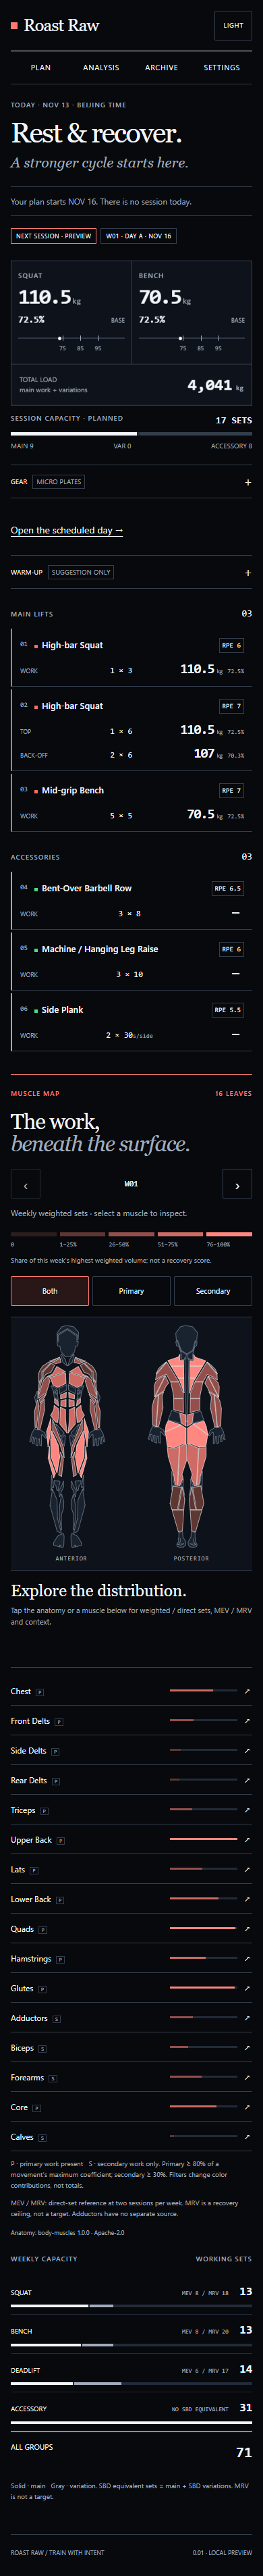 Roast Raw
LIGHT
PLAN ANALYSIS ARCHIVE SETTINGS
TODAY · NOV 13 · BEIJING TIME
Rest & recover.
A stronger cycle starts here.
Your plan starts NOV 16. There is no session today.
NEXT SESSION · PREVIEW W01 · DAY A · NOV 16
SQUAT BENCH
110.5 kg 70.5 kg
72.5% BASE 72.5% BASE
75 85 95 75 85 95
TOTAL LOAD
main work + variations
4,041 kg
SESSION CAPACITY · PLANNED 17 SETS
MAIN 9 VAR 0 ACCESSORY 8
GEAR MICRO PLATES +
Open the scheduled day →
WARM-UP SUGGESTION ONLY +
MAIN LIFTS 03
01 High-bar Squat RPE 6
WORK 1 × 3 110.5 kg 72.5%
02 High-bar Squat RPE 7
TOP 1 × 6 110.5 kg 72.5%
BACK-OFF 2 × 6 107 kg 70.3%
03 Mid-grip Bench RPE 7
WORK 5 × 5 70.5 kg 72.5%
ACCESSORIES 03
04 Bent-Over Barbell Row RPE 6.5
WORK 3 × 8 —
05 Machine / Hanging Leg Raise RPE 6
WORK 3 × 10 —
06 Side Plank RPE 5.5
WORK 2 × 30s/side —
MUSCLE MAP 16 LEAVES
The work,
beneath the surface.
‹ W01 ›
Weekly weighted sets · select a muscle to inspect.
0 1–25% 26–50% 51–75% 76–100%
Share of this week's highest weighted volume; not a recovery score.
Both Primary Secondary
ANTERIOR POSTERIOR
Explore the distribution.
Tap the anatomy or a muscle below for weighted / direct sets, MEV / MRV
and context.
Chest P ↗
Front Delts P ↗
Side Delts P ↗
Rear Delts P ↗
Triceps P ↗
Upper Back P ↗
Lats P ↗
Lower Back P ↗
Quads P ↗
Hamstrings P ↗
Glutes P ↗
Adductors S ↗
Biceps S ↗
Forearms S ↗
Core P ↗
Calves S ↗
P · primary work present S · secondary work only. Primary ≥ 80% of a
movement's maximum coefficient; secondary ≥ 30%. Filters change color
contributions, not totals.
MEV / MRV: direct-set reference at two sessions per week. MRV is a recovery
ceiling, not a target. Adductors have no separate source.
Anatomy: body-muscles 1.0.0 · Apache-2.0
WEEKLY CAPACITY WORKING SETS
SQUAT MEV 8 / MRV 18 13
BENCH MEV 8 / MRV 20 13
DEADLIFT MEV 6 / MRV 17 14
ACCESSORY NO SBD EQUIVALENT 31
ALL GROUPS 71
Solid · main Gray · variation. SBD equivalent sets = main + SBD variations. MRV
is not a target.
ROAST RAW / TRAIN WITH INTENT 0.01 · LOCAL PREVIEW